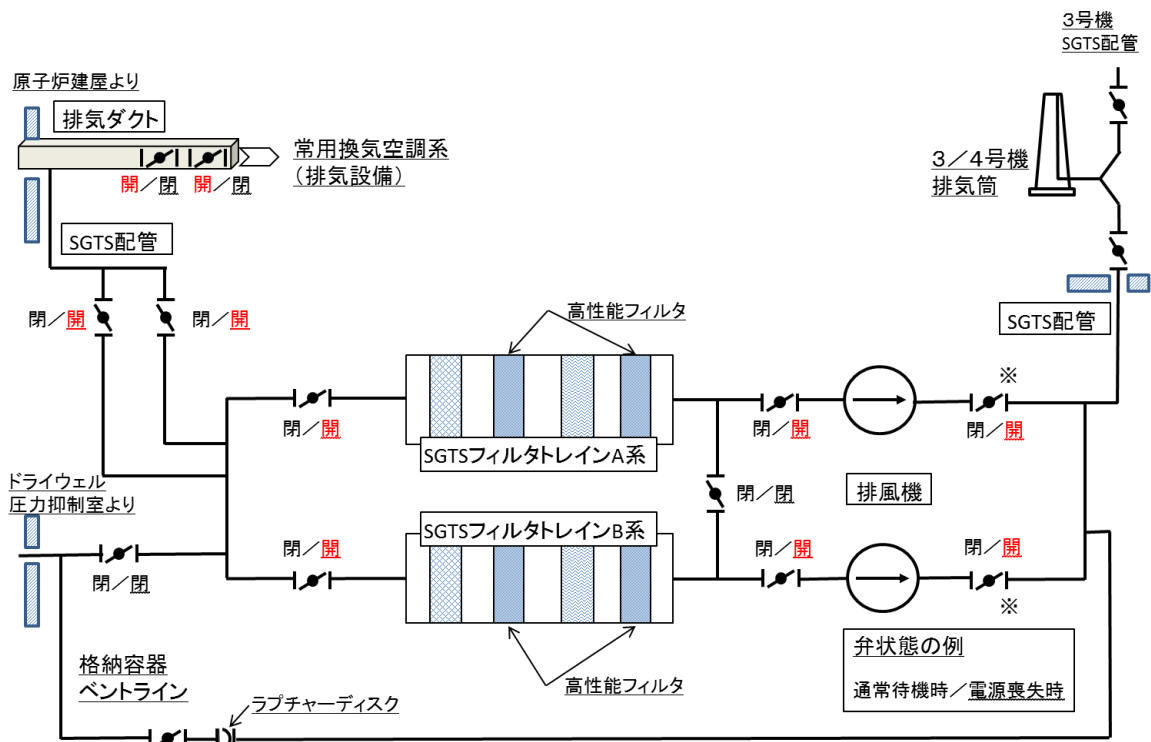 3号機
SGTS配管
原子炉建屋より
排気ダクト
常用換気空調系
（排気設備）
開／閉
開／閉
3／4号機
排気筒
SGTS配管
SGTS配管
閉／開
閉／開
高性能フィルタ
※
閉／開
閉／開
閉／開
SGTSフィルタトレインA系
ドライウェル
圧力抑制室より
閉／閉
排風機
SGTSフィルタトレインB系
閉／開
閉／開
閉／開
閉／閉
※
弁状態の例
通常待機時／電源喪失時
格納容器
ベントライン
高性能フィルタ
ラプチャーディスク